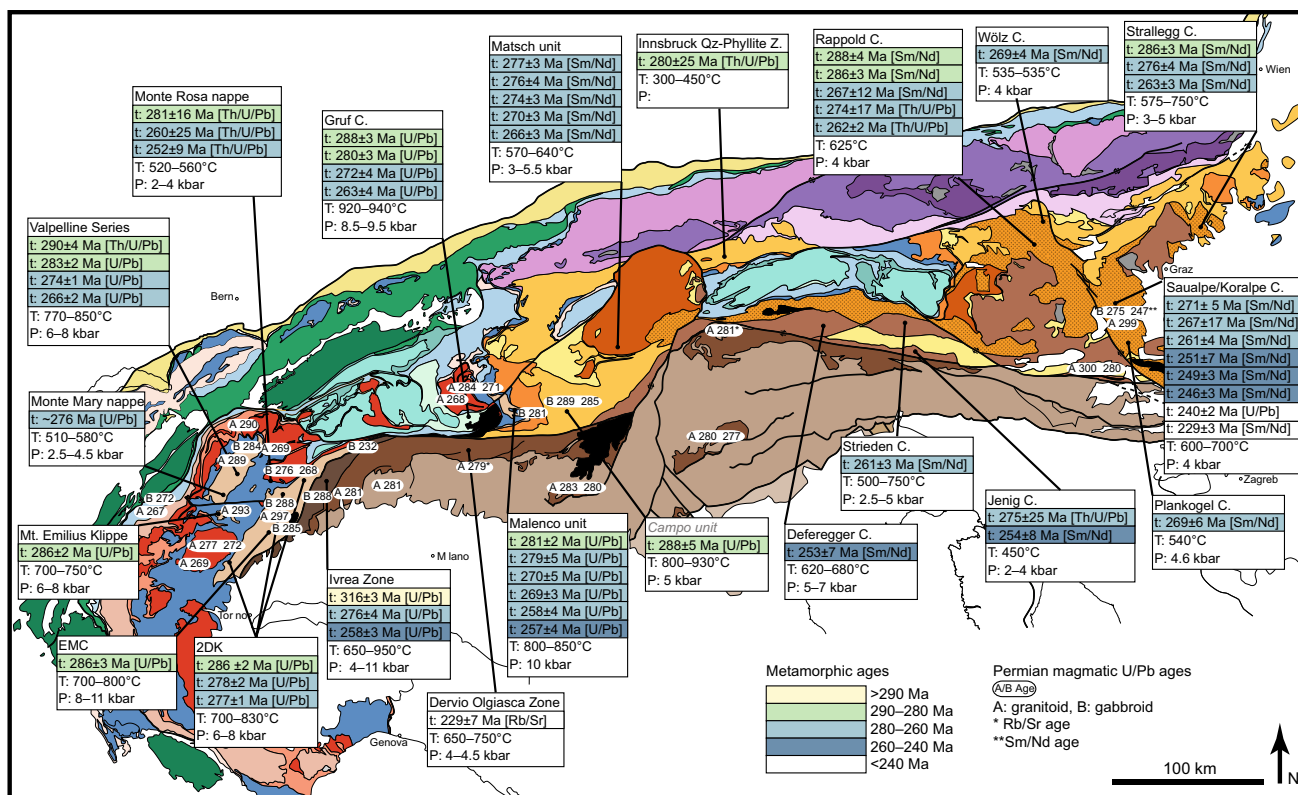 Monte Rosa nappe
t: 281±16 Ma [Th/U/Pb]
t: 260±25 Ma [Th/U/Pb]
t: 252±9 Ma [Th/U/Pb]
T: 520–560°C
P: 2–4 kbar
Gruf C.
t: 288±3 Ma [U/Pb]
t: 280±3 Ma [U/Pb]
t: 272±4 Ma [U/Pb]
t: 263±4 Ma [U/Pb]
T: 920–940°C
P: 8.5–9.5 kbar
Matsch unit
t: 277±3 Ma [Sm/Nd]
t: 276±4 Ma [Sm/Nd]
t: 274±3 Ma [Sm/Nd]
t: 270±3 Ma [Sm/Nd]
t: 266±3 Ma [Sm/Nd]
T: 570–640°C
P: 3–5.5 kbar
Innsbruck Qz-Phyllite Z.
t: 280±25 Ma [Th/U/Pb]
T: 300–450°C
P:
Rappold C.
t: 288±4 Ma [Sm/Nd]
t: 286±3 Ma [Sm/Nd]
t: 267±12 Ma [Sm/Nd]
t: 274±17 Ma [Th/U/Pb]
t: 262±2 Ma [Th/U/Pb]
T: 625°C
P: 4 kbar
Wölz C.
t: 269±4 Ma [Sm/Nd]
T: 535–535°C
P: 4 kbar
Strallegg C.
t: 286±3 Ma [Sm/Nd]
t: 276±4 Ma [Sm/Nd]
t: 263±3 Ma [Sm/Nd]
T: 575–750°C
P: 3–5 kbar
Wien
Valpelline Series
t: 290±4 Ma [Th/U/Pb]
t: 283±2 Ma [U/Pb]
t: 274±1 Ma [U/Pb]
t: 266±2 Ma [U/Pb]
T: 770–850°C
P: 6–8 kbar
Bern
Graz
Saualpe/Koralpe C.
t: 271± 5 Ma [Sm/Nd]
t: 267±17 Ma [Sm/Nd]
t: 261±4 Ma [Sm/Nd]
t: 251±7 Ma [Sm/Nd]
t: 249±3 Ma [Sm/Nd]
t: 246±3 Ma [Sm/Nd]
t: 240±2 Ma [U/Pb]
t: 229±3 Ma [Sm/Nd]
T: 600–700°C
P: 4 kbar
B 275 247**
A 299
A 281*
A 300 280
A 284 271
A 268
B 281
B 289 285
Monte Mary nappe
t: ~276 Ma [U/Pb]
T: 510–580°C
P: 2.5–4.5 kbar
A 290
B 284
A 269
A 289
B 232
B 276 268
A 279*
A 280 277
A 283 280
B 272
A 267
A 293
B 288
A 297
B 285
B 288
A 281
A 281
A 277 272
A 269
Strieden C.
t: 261±3 Ma [Sm/Nd]
T: 500–750°C
P: 2.5–5 kbar
Zagreb
Plankogel C.
t: 269±6 Ma [Sm/Nd]
T: 540°C
P: 4.6 kbar
Jenig C.
t: 275±25 Ma [Th/U/Pb]
t: 254±8 Ma [Sm/Nd]
T: 450°C
P: 2–4 kbar
Deferegger C.
t: 253±7 Ma [Sm/Nd]
T: 620–680°C
P: 5–7 kbar
Campo unit
t: 288±5 Ma [U/Pb]
T: 800–930°C
P: 5 kbar
Malenco unit
t: 281±2 Ma [U/Pb]
t: 279±5 Ma [U/Pb]
t: 270±5 Ma [U/Pb]
t: 269±3 Ma [U/Pb]
t: 258±4 Ma [U/Pb]
t: 257±4 Ma [U/Pb]
T: 800–850°C
P: 10 kbar
Mt. Emilius Klippe
t: 286±2 Ma [U/Pb]
T: 700–750°C
P: 6–8 kbar
M lano
Tor no
Ivrea Zone
t: 316±3 Ma [U/Pb]
t: 276±4 Ma [U/Pb]
t: 258±3 Ma [U/Pb]
T: 650–950°C
P: 4–11 kbar
EMC
t: 286±3 Ma [U/Pb]
T: 700–800°C
P: 8–11 kbar
2DK
t: 286 ±2 Ma [U/Pb]
t: 278±2 Ma [U/Pb]
t: 277±1 Ma [U/Pb]
T: 700–830°C
P: 6–8 kbar
Dervio Olgiasca Zone
t: 229±7 Ma [Rb/Sr]
T: 650–750°C
P: 4–4.5 kbar
Genova
Metamorphic ages
>290 Ma
290–280 Ma
280–260 Ma
260–240 Ma
<240 Ma
Permian magmatic U/Pb ages
A/B Age
A: granitoid, B: gabbroid
* Rb/Sr age
**Sm/Nd age
100 km
N